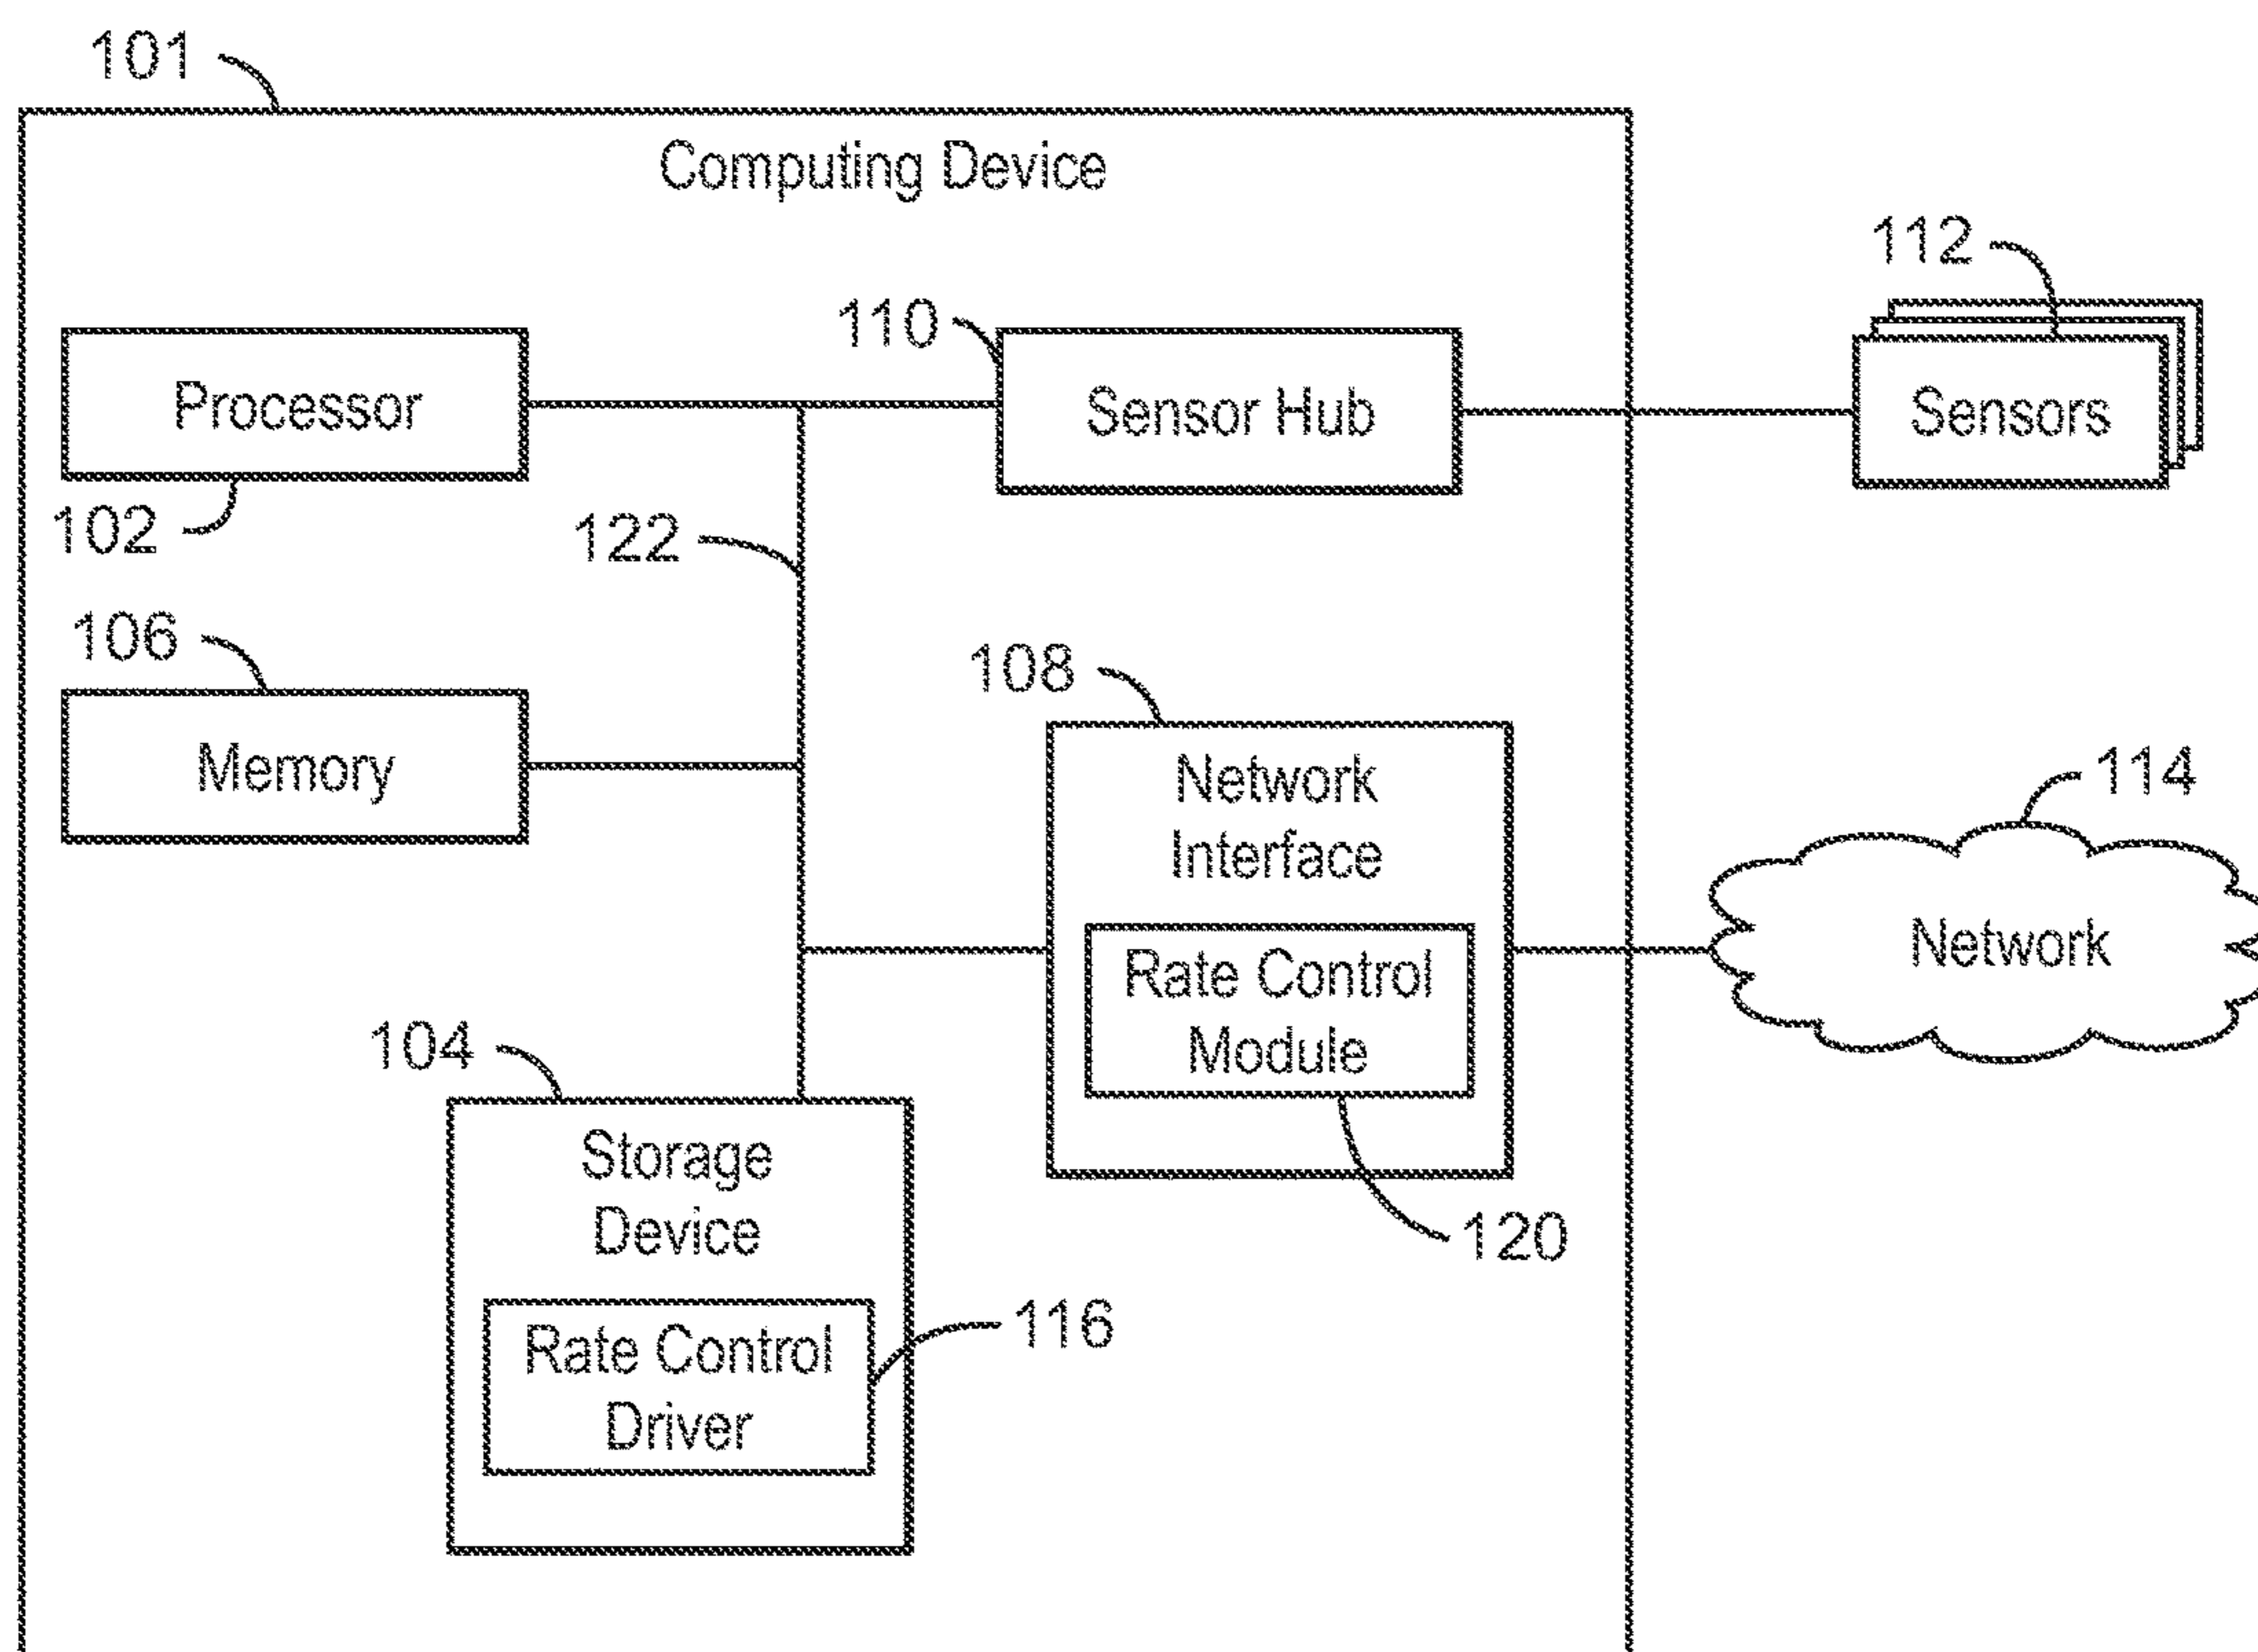 101
Computing Device
112
110
Processor
Sensor Hub
Sensors
102
122
106
108
Memory
Network
Interface
114
Network
Rate Control
Module
104
Storage
Device
120
116
Rate Control
Driver